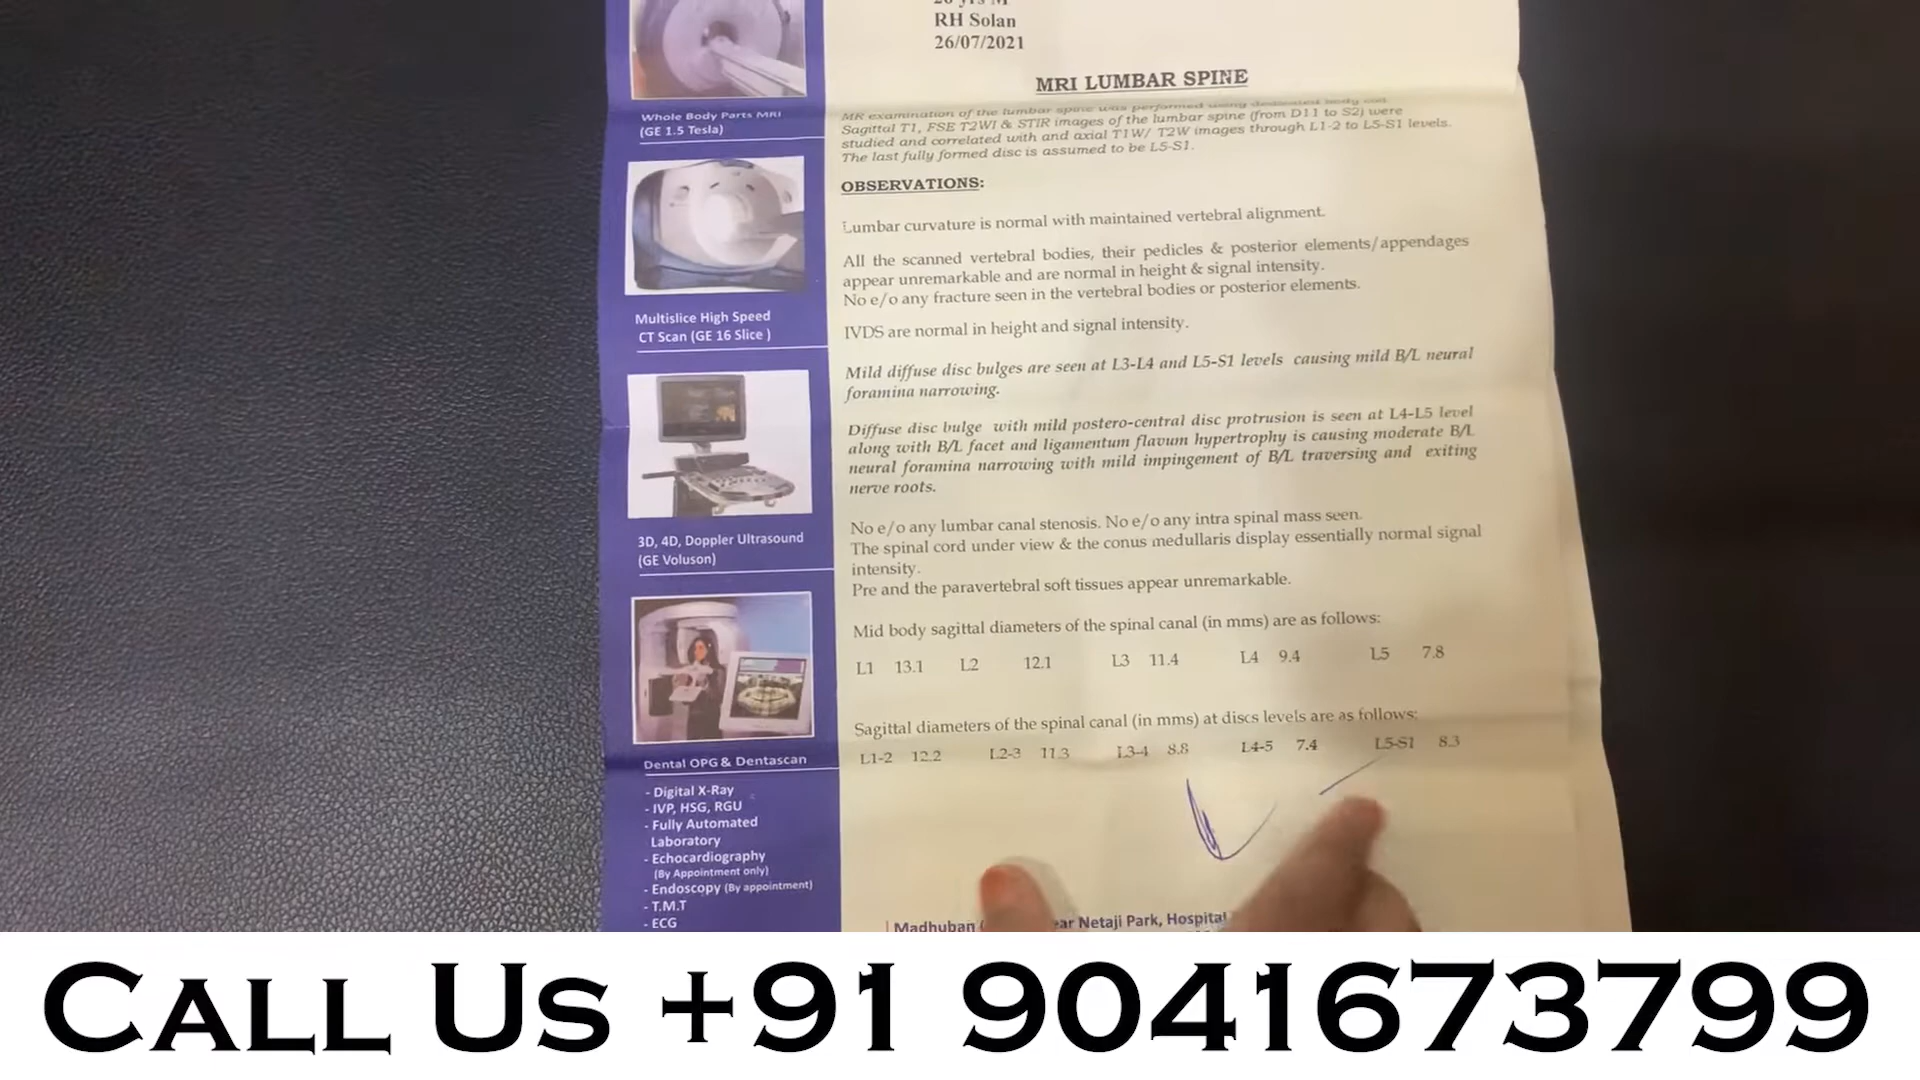 RH Solan
26/07/2021
MRI LUMBAR SPINE
MR examination of the lumbar spine was performed using dedicated body coil.
Sagittal T1, FSE T2WI & STIR images of the lumbar spine (from D11 to S2) were
studied and correlated with and axial T1W/ T2W images through L1-2 to L5-S1 levels.
The last fully formed disc is assumed to be L5-S1.
OBSERVATIONS:
Lumbar curvature is normal with maintained vertebral alignment.
All the scanned vertebral bodies, their pedicles & posterior elements/appendages
appear unremarkable and are normal in height & signal intensity.
No e/o any fracture seen in the vertebral bodies or posterior elements.
IVDS are normal in height and signal intensity.
Mild diffuse disc bulges are seen at L3-L4 and L5-S1 levels causing mild B/L neural
foramina narrowing.
Diffuse disc bulge with mild postero-central disc protrusion is seen at L4-L5 level
along with B/L facet and ligamentum flavum hypertrophy is causing moderate B/L
neural foramina narrowing with mild impingement of B/L traversing and exiting
nerve roots.
No e/o any lumbar canal stenosis. No e/o any intra spinal mass seen.
The spinal cord under view & the conus medullaris display essentially normal signal
intensity.
Pre and the paravertebral soft tissues appear unremarkable.
Mid body sagittal diameters of the spinal canal (in mms) are as follows:
L1 13.1 L2 12.1 L3 11.4 L4 9.4 L5 7.8
Sagittal diameters of the spinal canal (in mms) at discs levels are as follows:
L1-2 12.2 L2-3 11.3 L3-4 8.8 L4-5 7.4 L5-S1 8.3
Whole Body Parts MRI
(GE 1.5 Tesla)
Multislice High Speed
CT Scan (GE 16 Slice )
3D, 4D, Doppler Ultrasound
(GE Voluson)
Dental OPG & Dentascan
- Digital X-Ray
- IVP, HSG, RGU
- Fully Automated
Laboratory
- Echocardiography
(By Appointment only)
- Endoscopy (By appointment)
- T.M.T
- ECG
Madhuban Netaji Park, Hospital
Call Us +91 9041673799